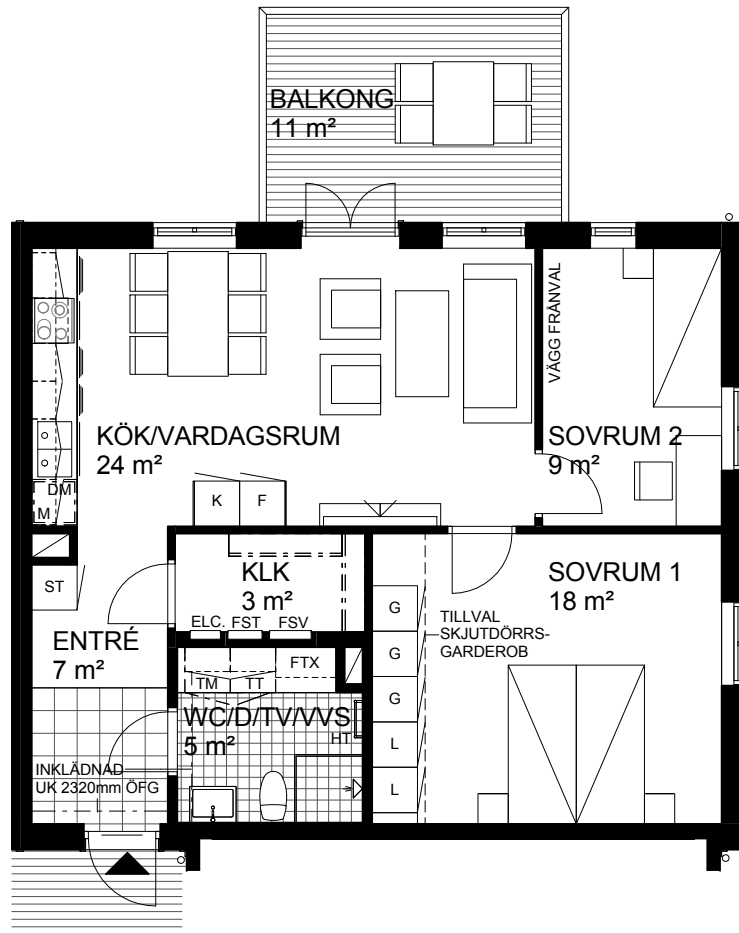 BALKONG
11 m²
VÄGG FRÅNVAL
KÖK/VARDAGSRUM
24 m²
SOVRUM 2
9 m²
DM
M
K
F
ST
KLK
3 m²
ELC.
FST
FSV
SOVRUM 1
18 m²
G
G
G
L
L
TILLVAL
SKJUTDÖRRS-
GARDEROB
ENTRÉ
7 m²
TM
TT
FTX
WC/D/TV/VVS
5 m²
HT
INKLÄDNAD
UK 2320mm ÖFG